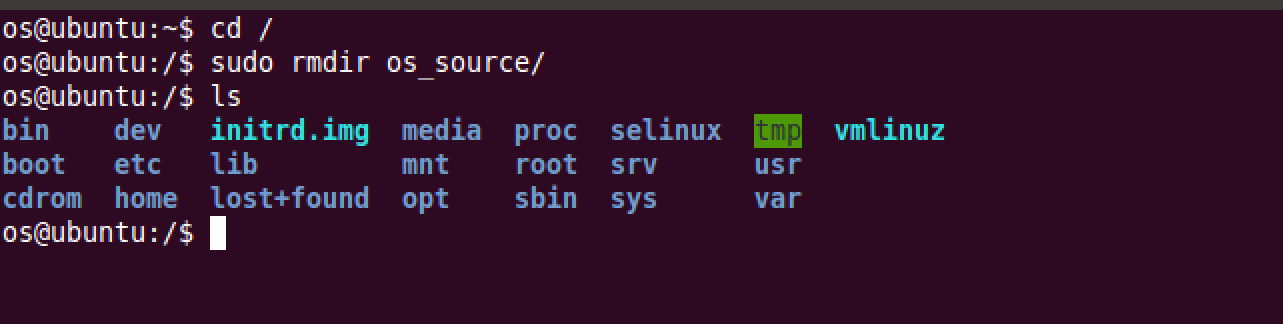 os@ubuntu:~$ cd /
os@ubuntu:/$ sudo rmdir os_source/
os@ubuntu:/$ ls
bin    dev   initrd.img  media  proc  selinux  tmp  vmlinuz
boot   etc   lib         mnt    root  srv      usr
cdrom  home  lost+found  opt    sbin  sys      var
os@ubuntu:/$